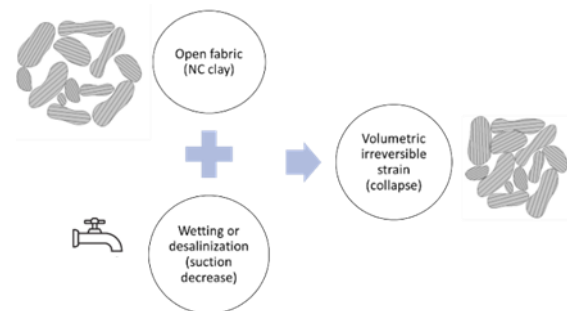 Open fabric
(NC clay)
Volumetric
irreversible
strain
(collapse)
Wetting or
desalinization
(suction
decrease)